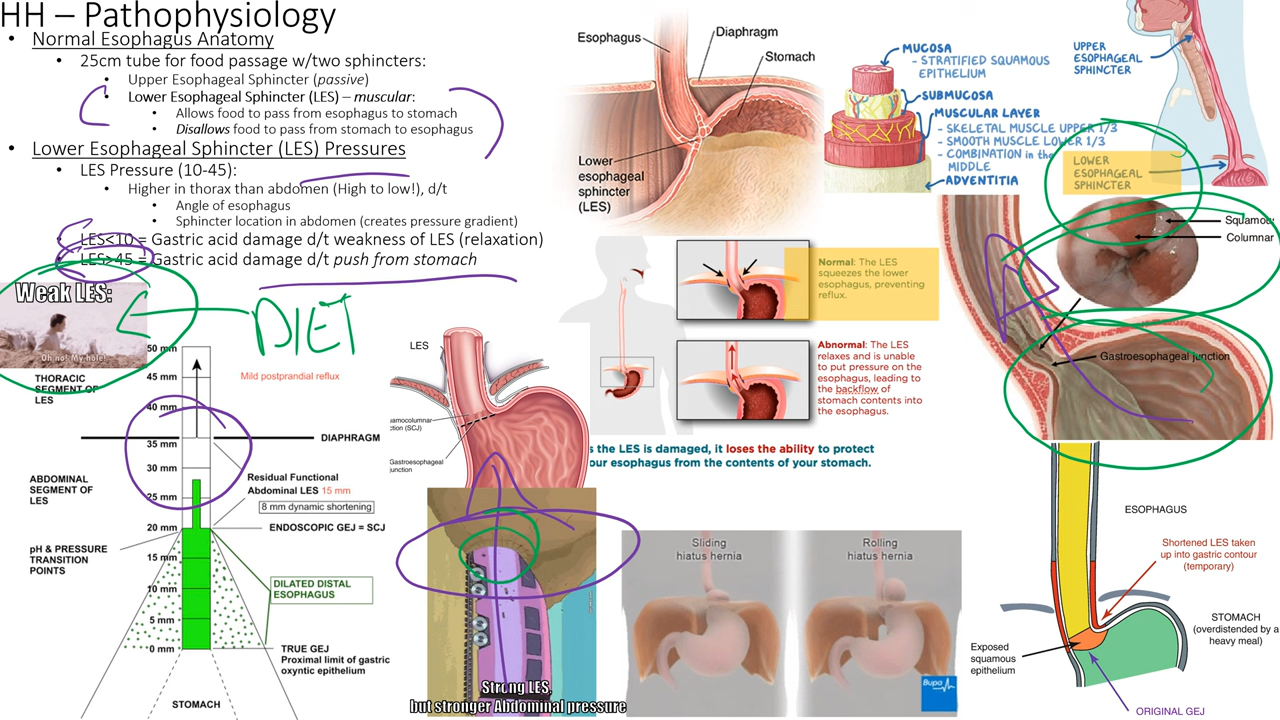 HH – Pathophysiology
• Normal Esophagus Anatomy
• 25cm tube for food passage w/two sphincters:
• Upper Esophageal Sphincter (passive)
• Lower Esophageal Sphincter (LES) – muscular:
• Allows food to pass from esophagus to stomach
• Disallows food to pass from stomach to esophagus
• Lower Esophageal Sphincter (LES) Pressures
• LES Pressure (10-45):
• Higher in thorax than abdomen (High to low!), d/t
• Angle of esophagus
• Sphincter location in abdomen (creates pressure gradient)
• LES<10 = Gastric acid damage d/t weakness of LES (relaxation)
• LES>45 = Gastric acid damage d/t push from stomach
Weak LES:
Oh no! My hole!
DIET
50 mm
THORACIC
SEGMENT OF
LES
45 mm
Mild postprandial reflux
40 mm
35 mm
DIAPHRAGM
30 mm
ABDOMINAL
SEGMENT OF
LES
25 mm
Residual Functional
Abdominal LES 15 mm
8 mm dynamic shortening
20 mm
ENDOSCOPIC GEJ = SCJ
pH & PRESSURE
TRANSITION
POINTS
15 mm
10 mm
DILATED DISTAL
ESOPHAGUS
5 mm
0 mm
TRUE GEJ
Proximal limit of gastric
oxyntic epithelium
STOMACH
Esophagus
Diaphragm
Stomach
Lower
esophageal
sphincter
(LES)
MUCOSA
- STRATIFIED SQUAMOUS
EPITHELIUM
SUBMUCOSA
MUSCULAR LAYER
- SKELETAL MUSCLE UPPER 1/3
- SMOOTH MUSCLE LOWER 1/3
- COMBINATION in the
MIDDLE
ADVENTITIA
UPPER
ESOPHAGEAL
SPHINCTER
LOWER
ESOPHAGEAL
SPHINCTER
Squamou
Columnar
Gastroesophageal junction
Normal: The LES
squeezes the lower
esophagus, preventing
reflux.
Abnormal: The LES
relaxes and is unable
to put pressure on the
esophagus, leading to
the backflow of
stomach contents into
the esophagus.
s the LES is damaged, it loses the ability to protect
our esophagus from the contents of your stomach.
LES
uamocolumnar
ction (SCJ)
Gastroesophageal
junction
Strong LES,
but stronger Abdominal pressure
Sliding
hiatus hernia
Rolling
hiatus hernia
Bupa
ESOPHAGUS
Shortened LES taken
up into gastric contour
(temporary)
STOMACH
(overdistended by a
heavy meal)
Exposed
squamous
epithelium
ORIGINAL GEJ